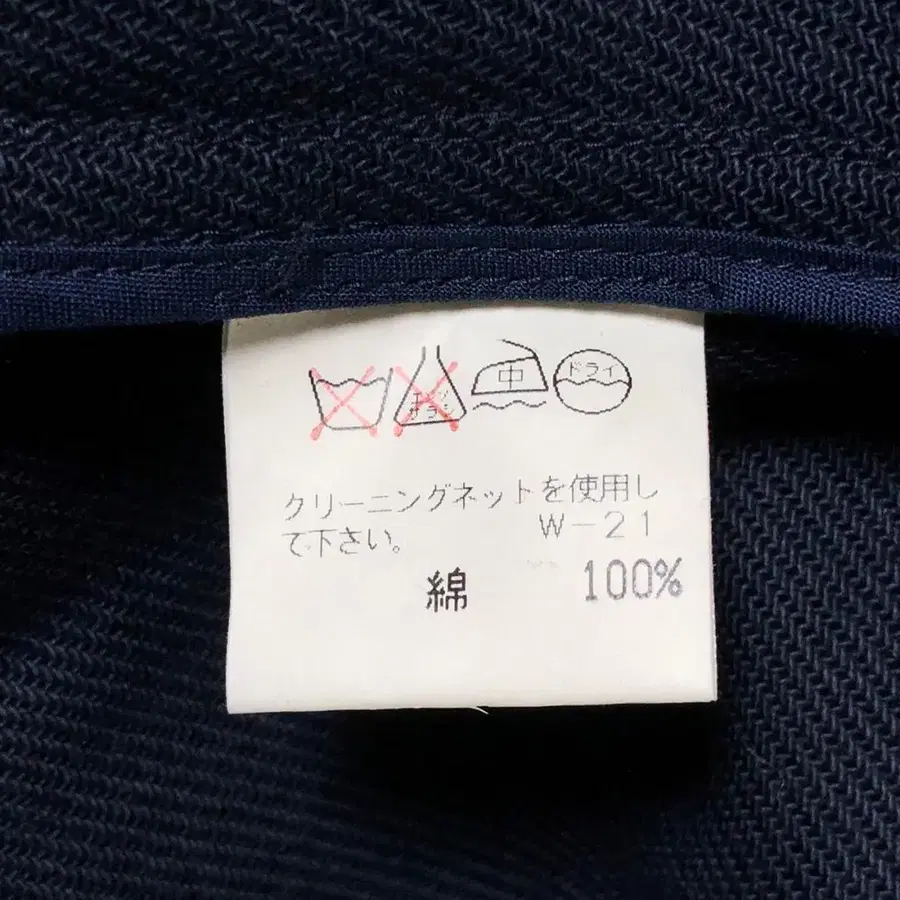 中 ドライ
クリーニングネットを使用し
て下さい。 W-21
綿 100%